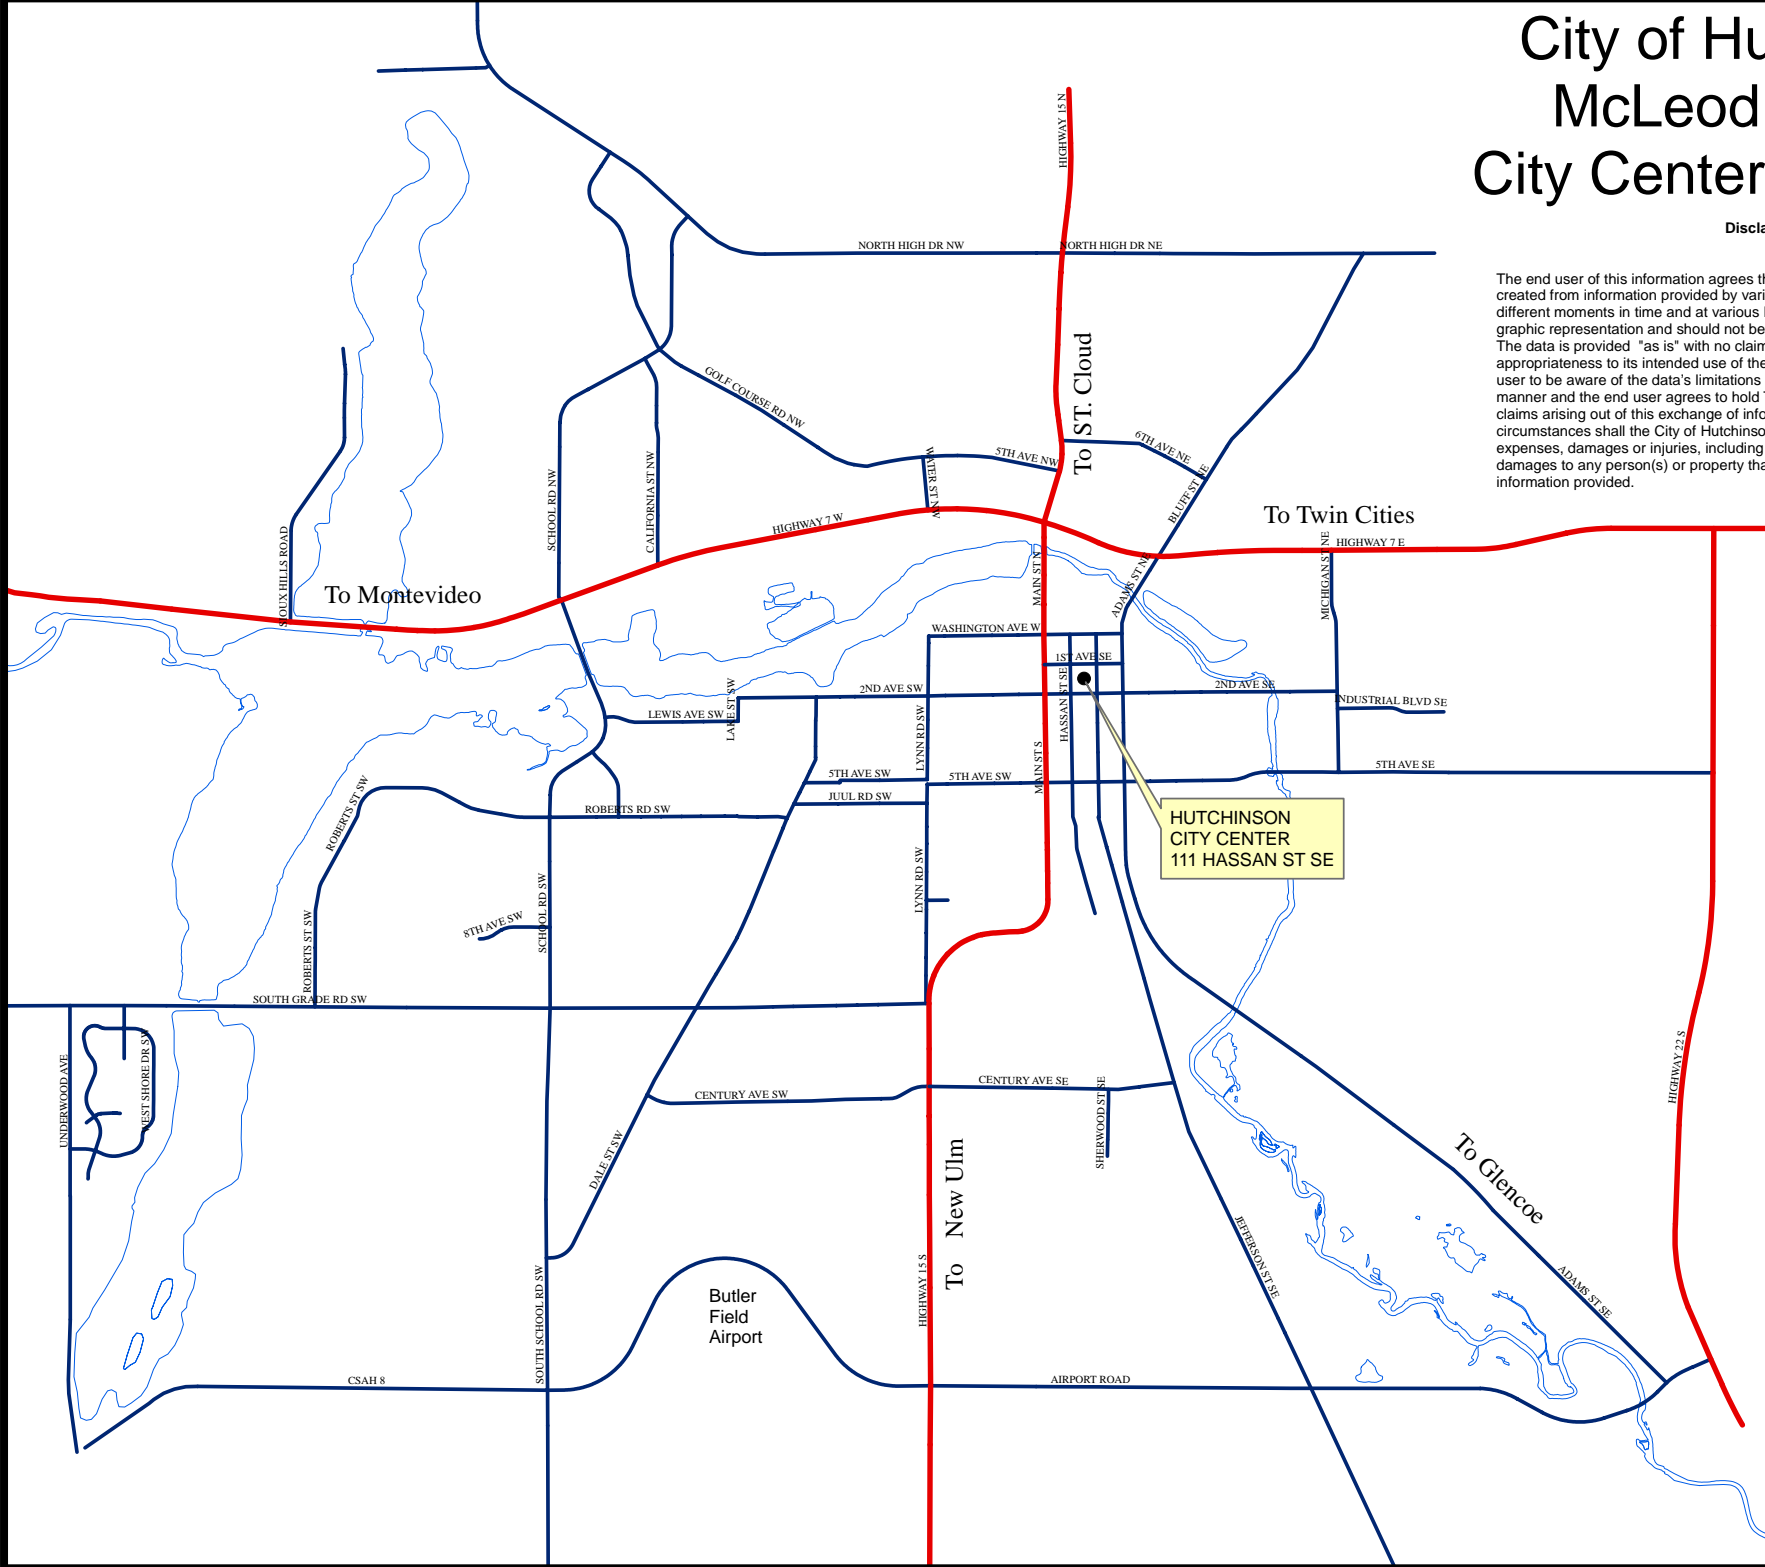 City of Hu
McLeod
City Center
Discla
The end user of this information agrees th
created from information provided by vari
different moments in time and at various
graphic representation and should not be
The data is provided "as is" with no claim
appropriateness to its intended use of the
user to be aware of the data's limitations
manner and the end user agrees to hold
claims arising out of this exchange of info
circumstances shall the City of Hutchinso
expenses, damages or injuries, including
damages to any person(s) or property tha
information provided.
HIGHWAY 15 N
NORTH HIGH DR NW
NORTH HIGH DR NE
To ST. Cloud
GOLF COURSE RD NW
5TH AVE NW
6TH AVE NE
WATER ST NW
BLUFF ST NE
SCHOOL RD NW
CALIFORNIA ST NW
HIGHWAY 7 W
To Twin Cities
HIGHWAY 7 E
SIOUX HILLS ROAD
To Montevideo
MAIN ST N
ADAMS ST NE
MICHIGAN ST NE
WASHINGTON AVE W
1ST AVE SE
HASSAN ST SE
2ND AVE SW
2ND AVE SE
INDUSTRIAL BLVD SE
LAKE ST SW
LEWIS AVE SW
LYNN RD SW
MAIN ST S
5TH AVE SW
5TH AVE SW
5TH AVE SE
JUUL RD SW
ROBERTS ST SW
ROBERTS RD SW
HUTCHINSON
CITY CENTER
111 HASSAN ST SE
LYNN RD SW
SCHOOL RD SW
8TH AVE SW
ROBERTS ST SW
SOUTH GRADE RD SW
UNDERWOOD AVE
WEST SHORE DR SW
CENTURY AVE SW
CENTURY AVE SE
SHERWOOD ST SE
HIGHWAY 22 S
DALE ST SW
To New Ulm
To Glencoe
HIGHWAY 15 S
JEFFERSON ST SE
ADAMS ST SE
SOUTH SCHOOL RD SW
Butler
Field
Airport
CSAH 8
AIRPORT ROAD